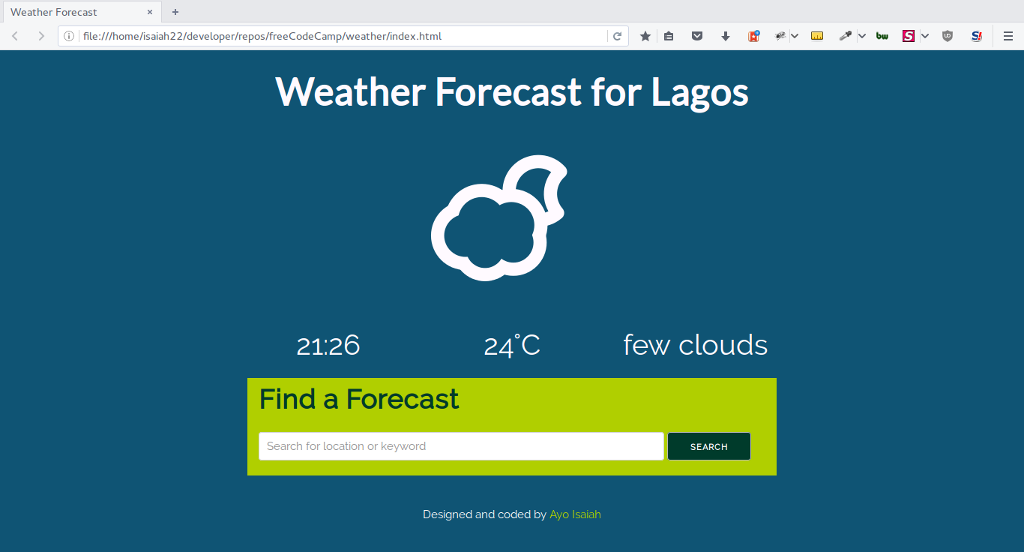 Weather Forecast
file:///home/isaiah22/developer/repos/freeCodeCamp/weather/index.html
Weather Forecast for Lagos
21:26 24°C few clouds
Find a Forecast
Search for location or keyword SEARCH
Designed and coded by Ayo Isaiah